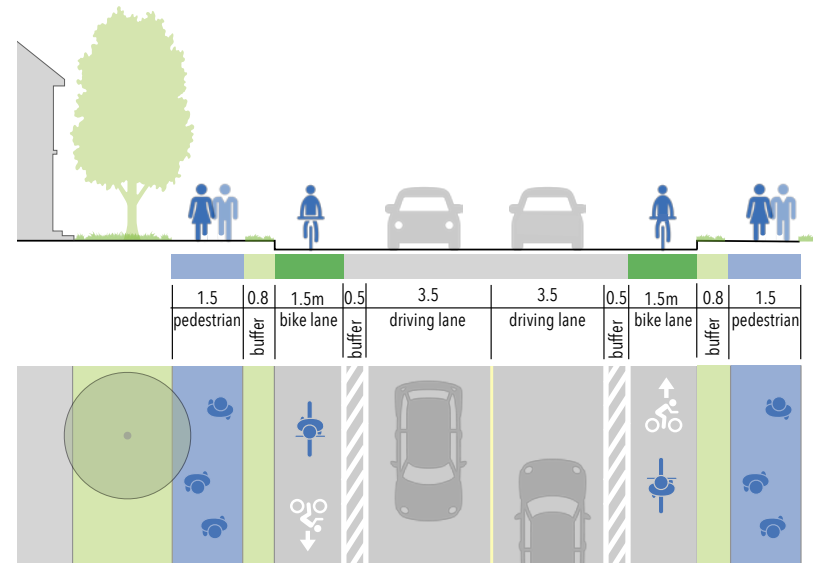 1.5 0.8 1.5m 0.5 3.5 3.5 0.5 1.5m 0.8 1.5
pedestrian buffer bike lane buffer driving lane driving lane buffer bike lane buffer pedestrian